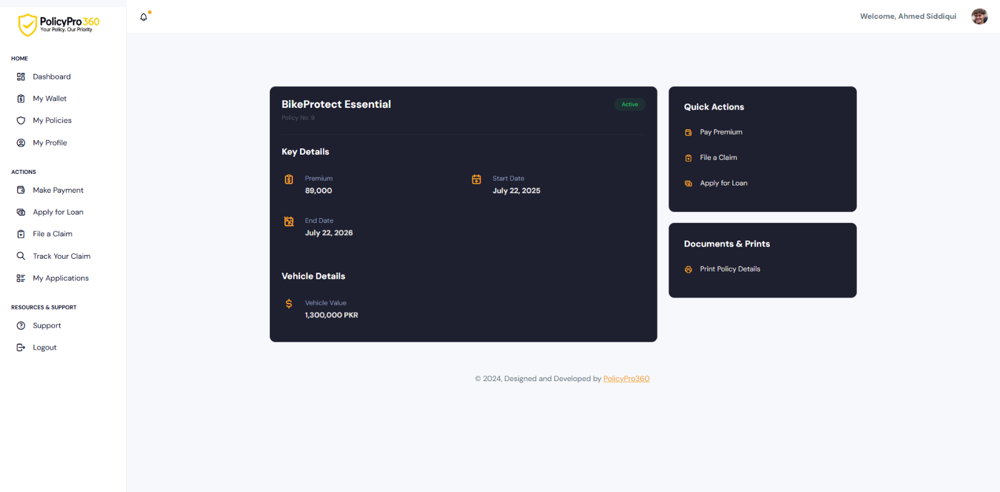 PolicyPro360
Your Policy, Our Priority
HOME
Dashboard
My Wallet
My Policies
My Profile
ACTIONS
Make Payment
Apply for Loan
File a Claim
Track Your Claim
My Applications
RESOURCES & SUPPORT
Support
Logout
Welcome, Ahmed Siddiqui
BikeProtect Essential
Active
Policy No: 9
Key Details
Premium
89,000
Start Date
July 22, 2025
End Date
July 22, 2026
Vehicle Details
Vehicle Value
1,300,000 PKR
Quick Actions
Pay Premium
File a Claim
Apply for Loan
Documents & Prints
Print Policy Details
© 2024, Designed and Developed by PolicyPro360